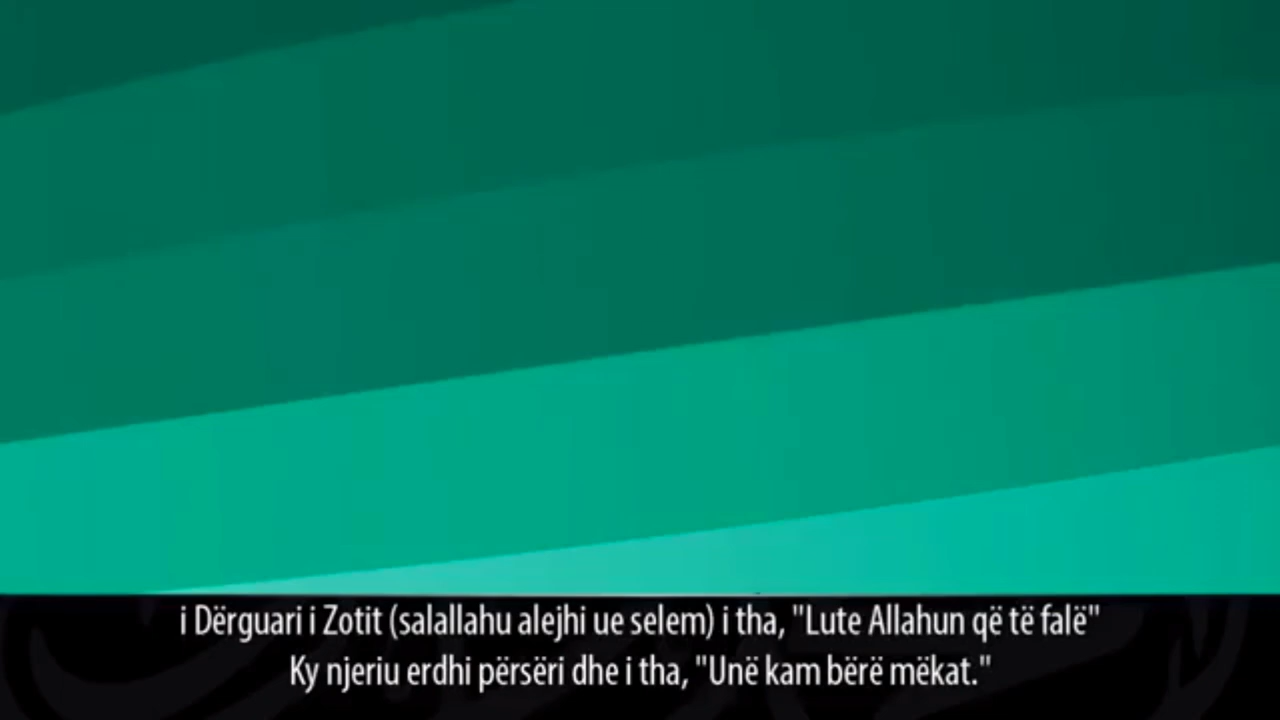 i Dërguari i Zotit (salallahu alejhi ue selem) i tha, "Lute Allahun që të falë"
Ky njeriu erdhi përsëri dhe i tha, "Unë kam bërë mëkat."